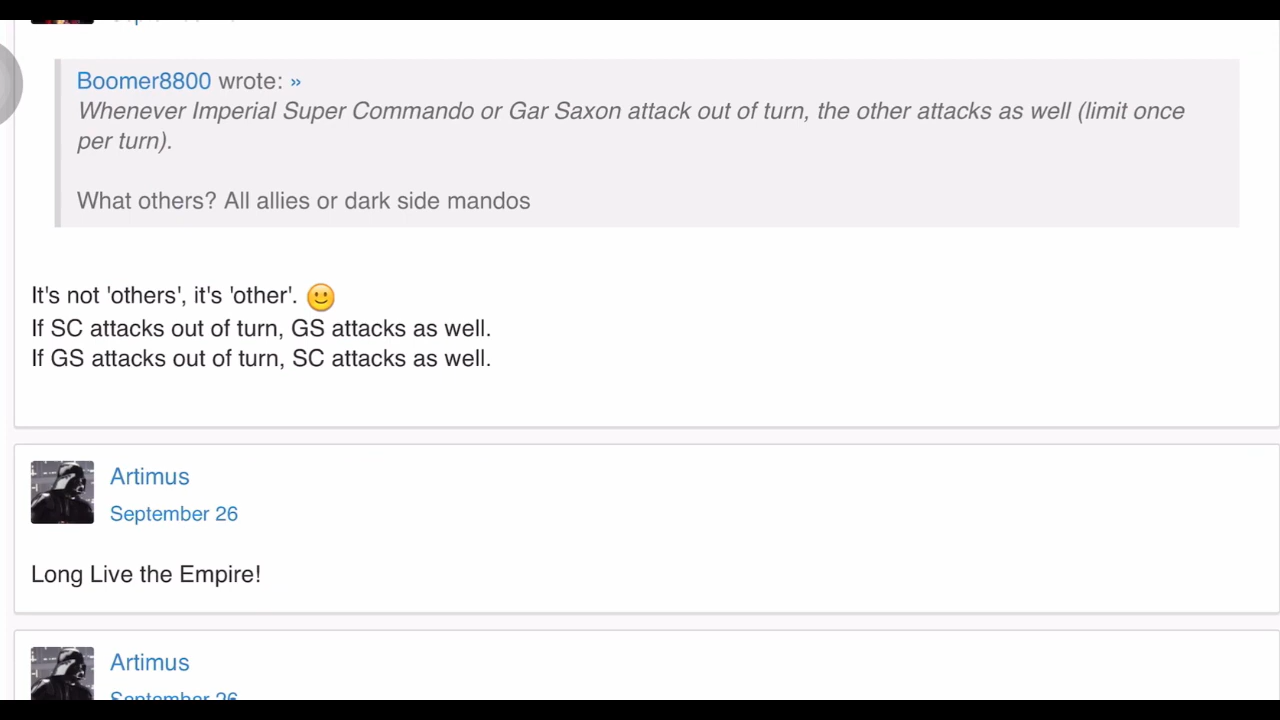 Boomer8800 wrote: »
Whenever Imperial Super Commando or Gar Saxon attack out of turn, the other attacks as well (limit once
per turn).
What others? All allies or dark side mandos
It's not 'others', it's 'other'.
If SC attacks out of turn, GS attacks as well.
If GS attacks out of turn, SC attacks as well.
Artimus
September 26
Long Live the Empire!
Artimus
September 26